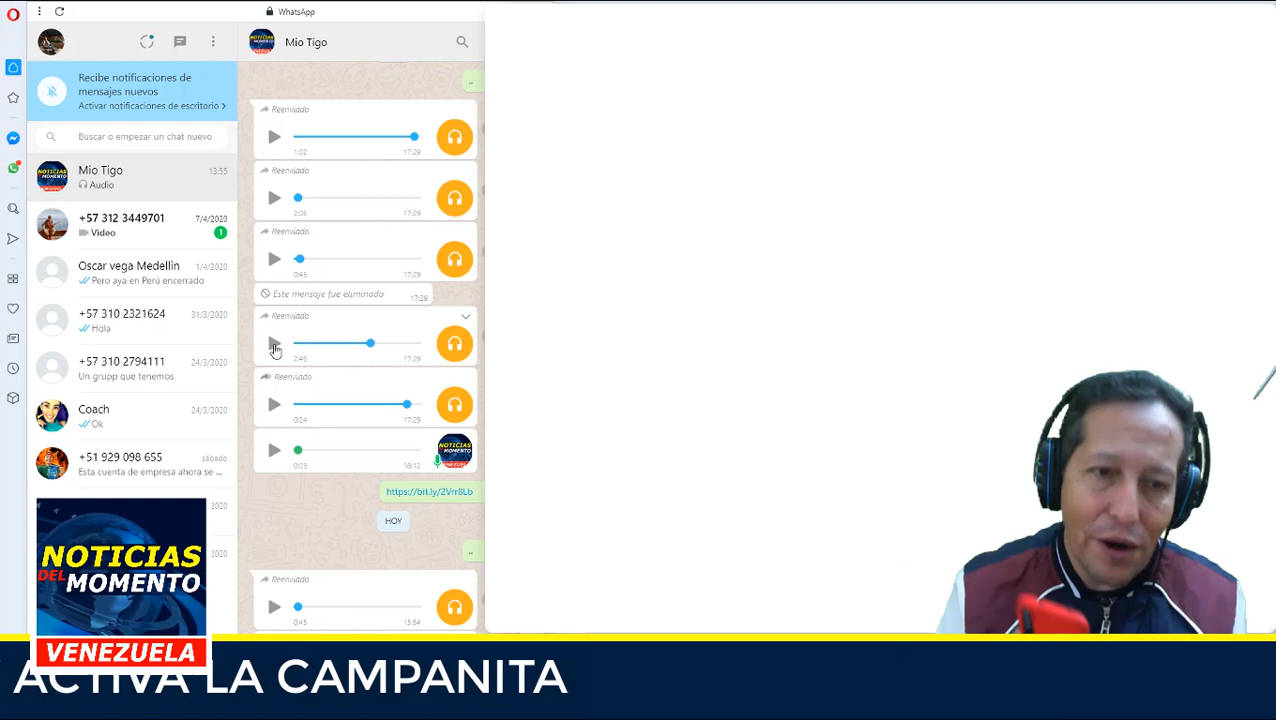 WhatsApp
Mio Tigo
Recibe notificaciones de
mensajes nuevos
Activar notificaciones de escritorio >
Buscar o empezar un chat nuevo
Mio Tigo 13:55
Audio
+57 312 3449701 7/4/2020
Video 1
Oscar vega Medellin 1/4/2020
Pero aya en Perú encerrado
+57 310 2321624 31/3/2020
Hola
+57 310 2794111 24/3/2020
Un grupp que tenemos
Coach 24/3/2020
Ok
+51 929 098 655 sábado
Esta cuenta de empresa ahora se ...
2020
2020
..
Reenviado
1:02 17:29
Reenviado
2:06 17:29
Reenviado
0:45 17:29
Este mensaje fue eliminado 17:29
Reenviado
2:49 17:29
Reenviado
0:24 17:29
NOTICIAS
DEL MOMENTO
0:03 18:12
https://bit.ly/2Vrr8Lb
HOY
..
Reenviado
0:45 13:54
NOTICIAS
DEL MOMENTO
VENEZUELA
ACTIVA LA CAMPANITA